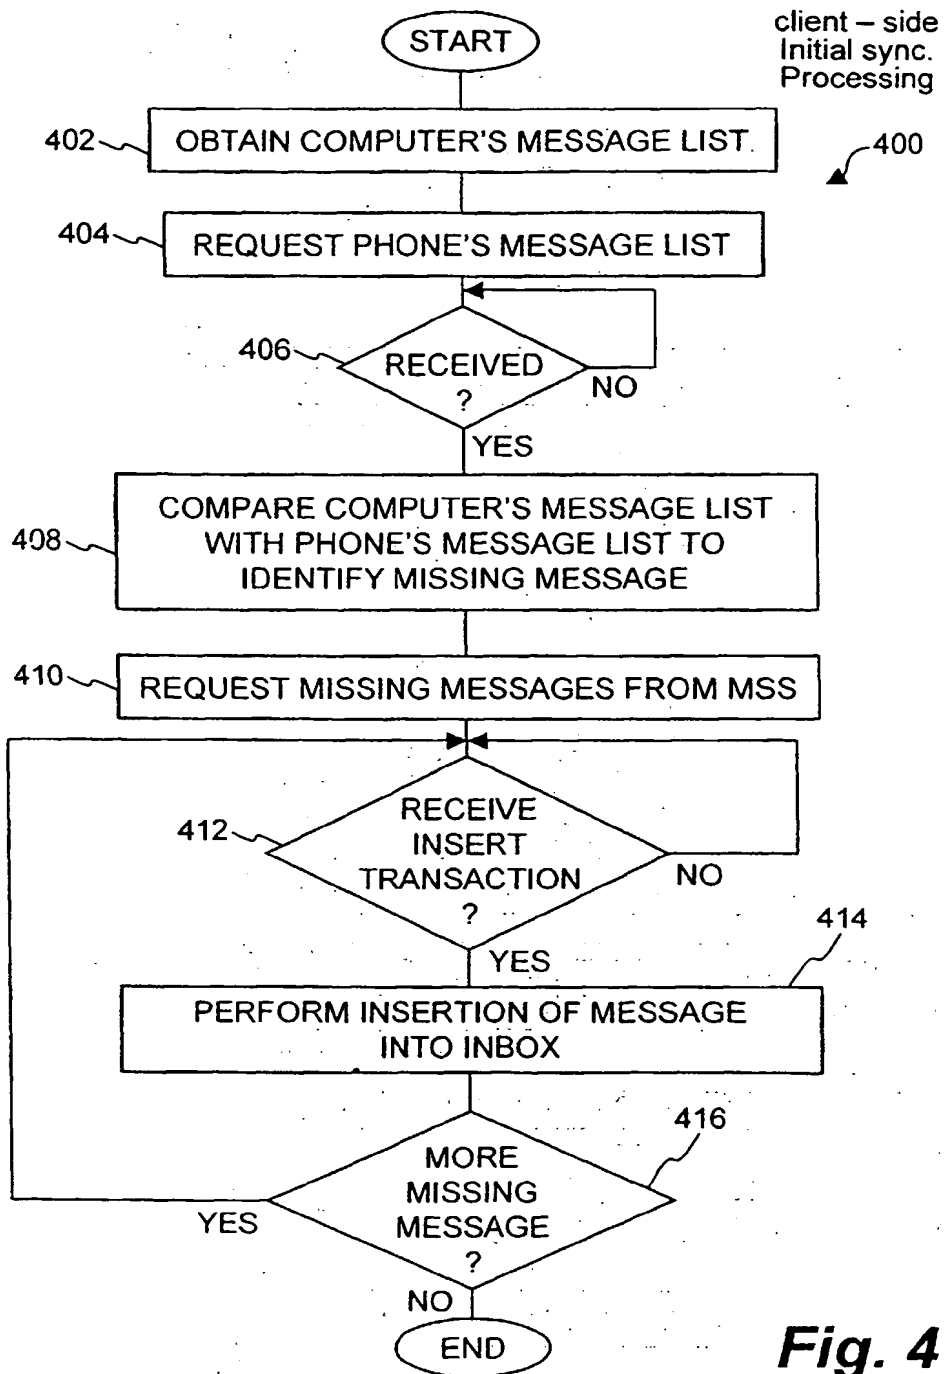 client – side
Initial sync.
Processing
START
402
OBTAIN COMPUTER'S MESSAGE LIST.
400
404
REQUEST PHONE'S MESSAGE LIST
406
RECEIVED
?
NO
YES
408
COMPARE COMPUTER'S MESSAGE LIST
WITH PHONE'S MESSAGE LIST TO
IDENTIFY MISSING MESSAGE
410
REQUEST MISSING MESSAGES FROM MSS
412
RECEIVE
INSERT
TRANSACTION
?
NO
YES
414
PERFORM INSERTION OF MESSAGE
INTO INBOX
416
MORE
MISSING
MESSAGE
?
YES
NO
END
Fig. 4